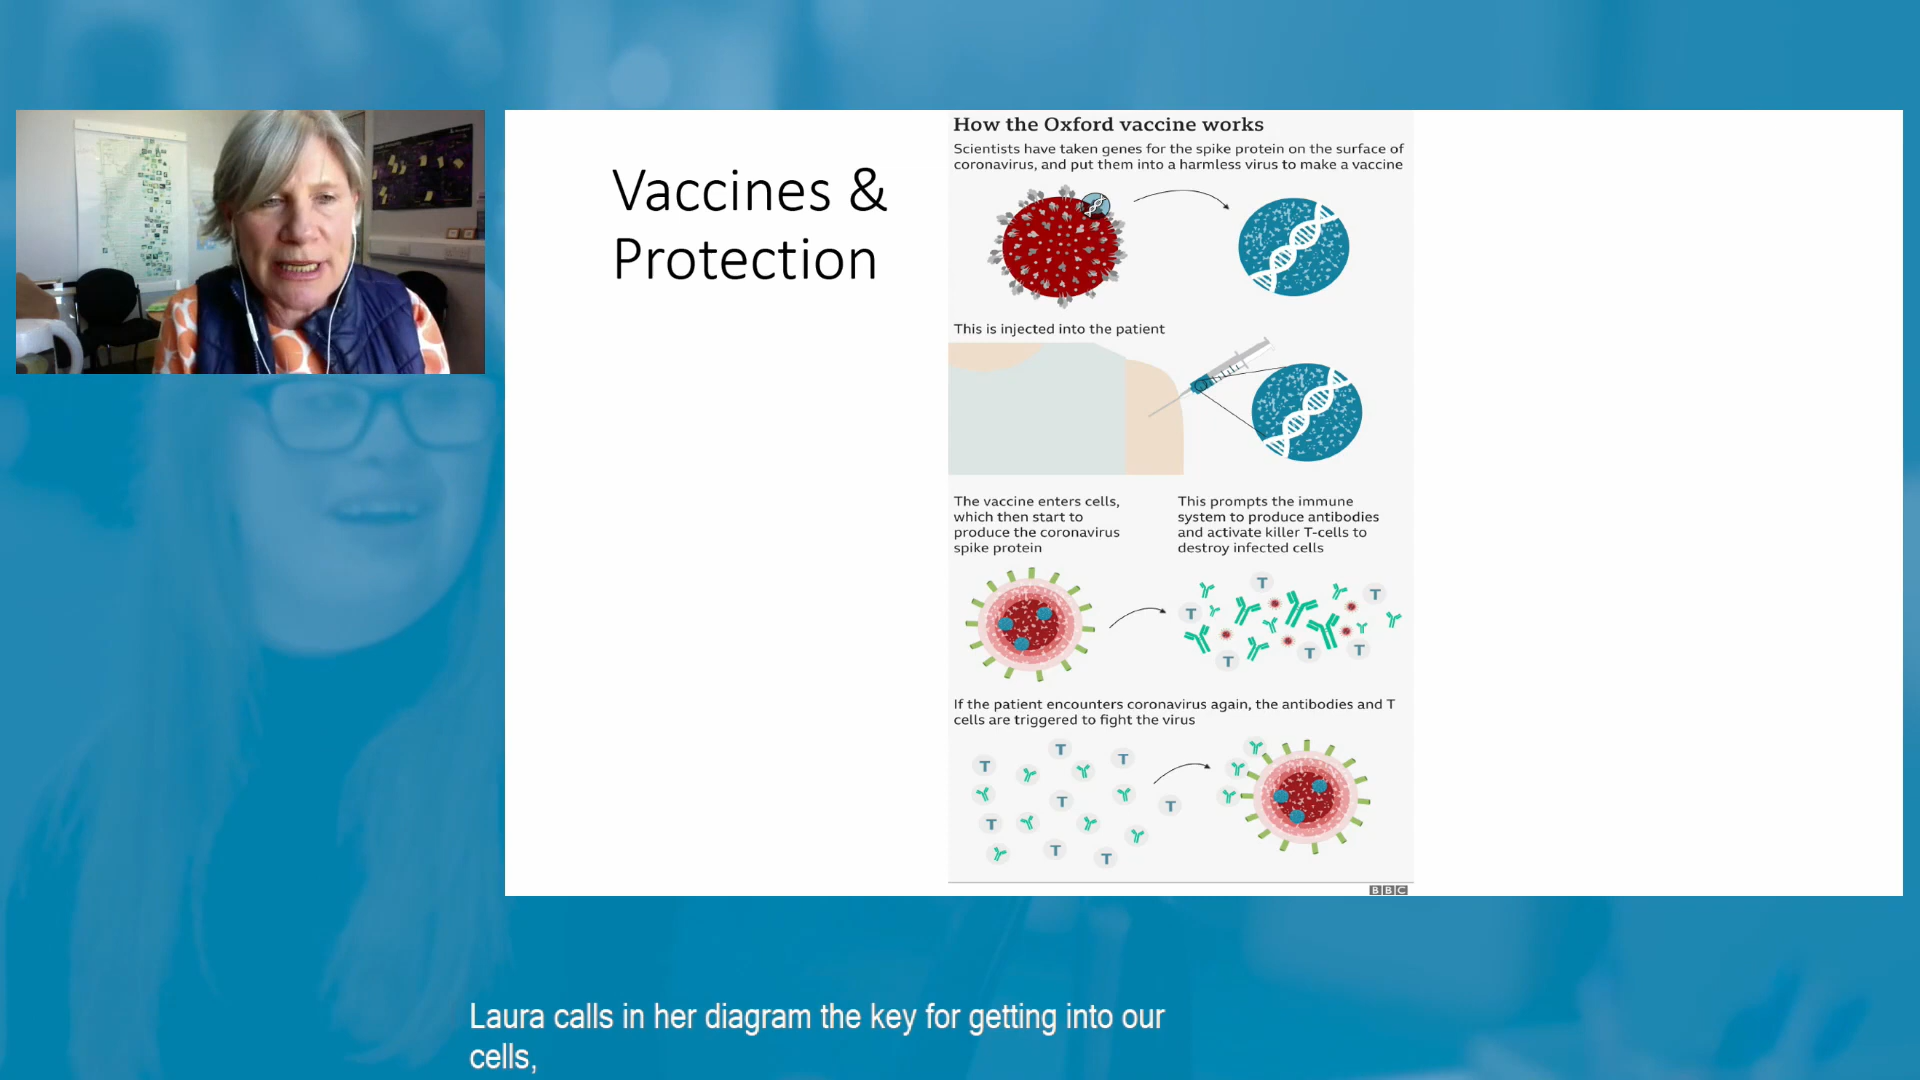 Vaccines &
Protection
How the Oxford vaccine works
Scientists have taken genes for the spike protein on the surface of
coronavirus, and put them into a harmless virus to make a vaccine
This is injected into the patient
The vaccine enters cells,
which then start to
produce the coronavirus
spike protein
This prompts the immune
system to produce antibodies
and activate killer T-cells to
destroy infected cells
T
T
T
T
T
T
If the patient encounters coronavirus again, the antibodies and T
cells are triggered to fight the virus
T
T
T
T
T
T
T
T
BBC
Laura calls in her diagram the key for getting into our
cells,